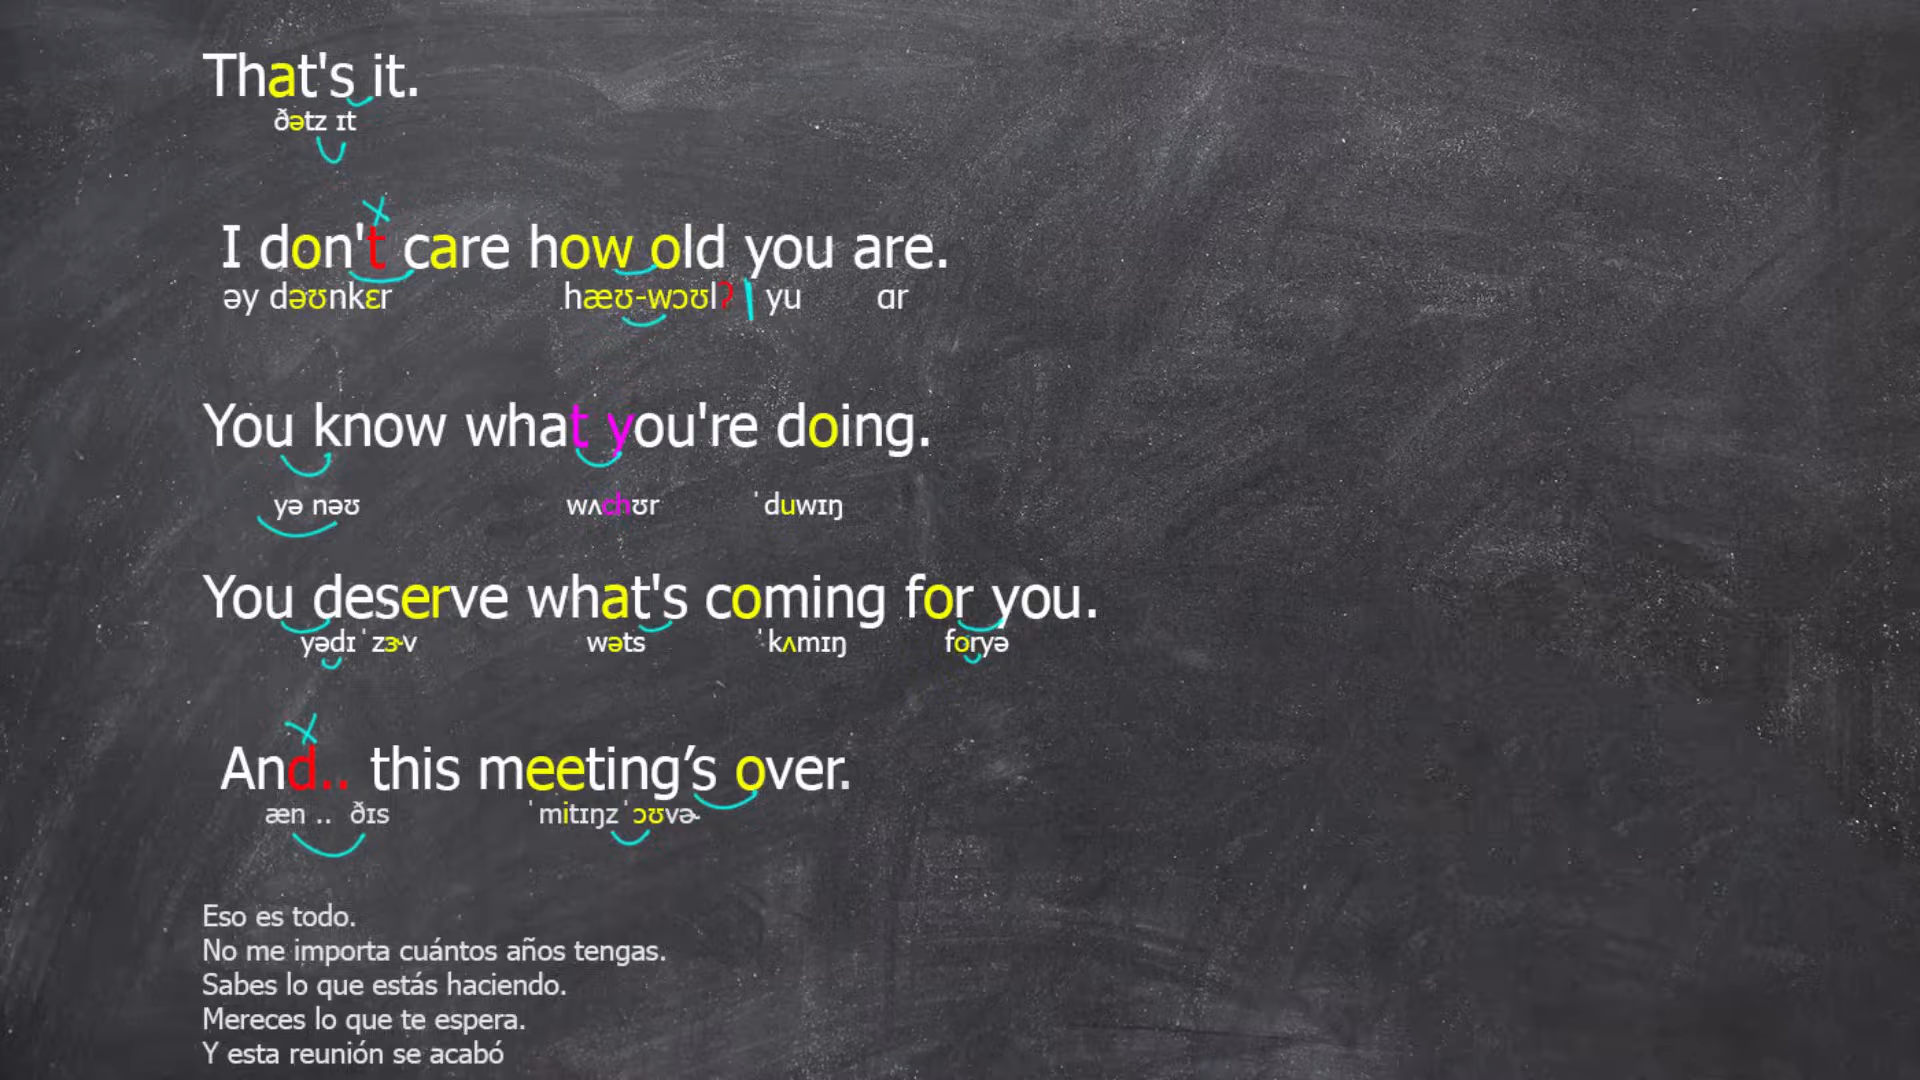 That's it.
ðətz ɪt
I don't care how old you are.
əy dəʊnkɛr hæʊ-wɔʊlʔ | yu ɑr
You know what you're doing.
yə nəʊ wʌchʊr ˈduwɪŋ
You deserve what's coming for you.
yədɪˈzɝv wəts ˈkʌmɪŋ foryə
And.. this meeting’s over.
æn .. ðɪs ˈmitɪŋzˈɔʊvɚ
Eso es todo.
No me importa cuántos años tengas.
Sabes lo que estás haciendo.
Mereces lo que te espera.
Y esta reunión se acabó